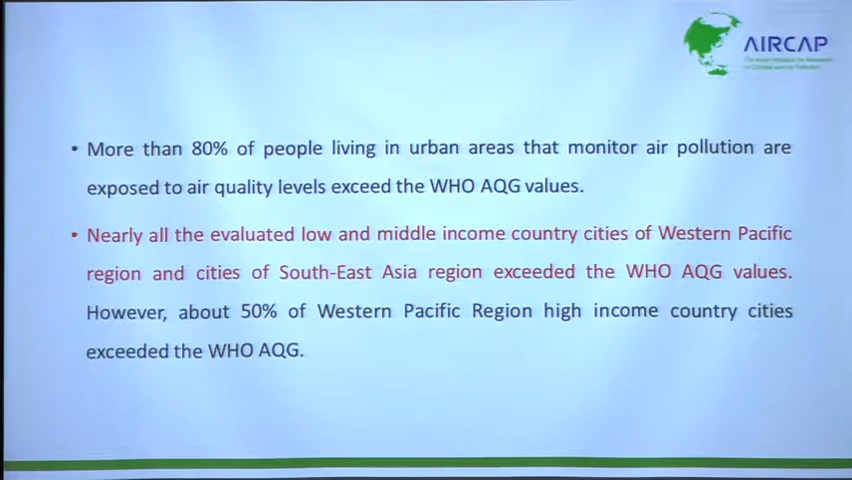 AIRCAP
• More than 80% of people living in urban areas that monitor air pollution are
exposed to air quality levels exceed the WHO AQG values.
• Nearly all the evaluated low and middle income country cities of Western Pacific
region and cities of South-East Asia region exceeded the WHO AQG values.
However, about 50% of Western Pacific Region high income country cities
exceeded the WHO AQG.